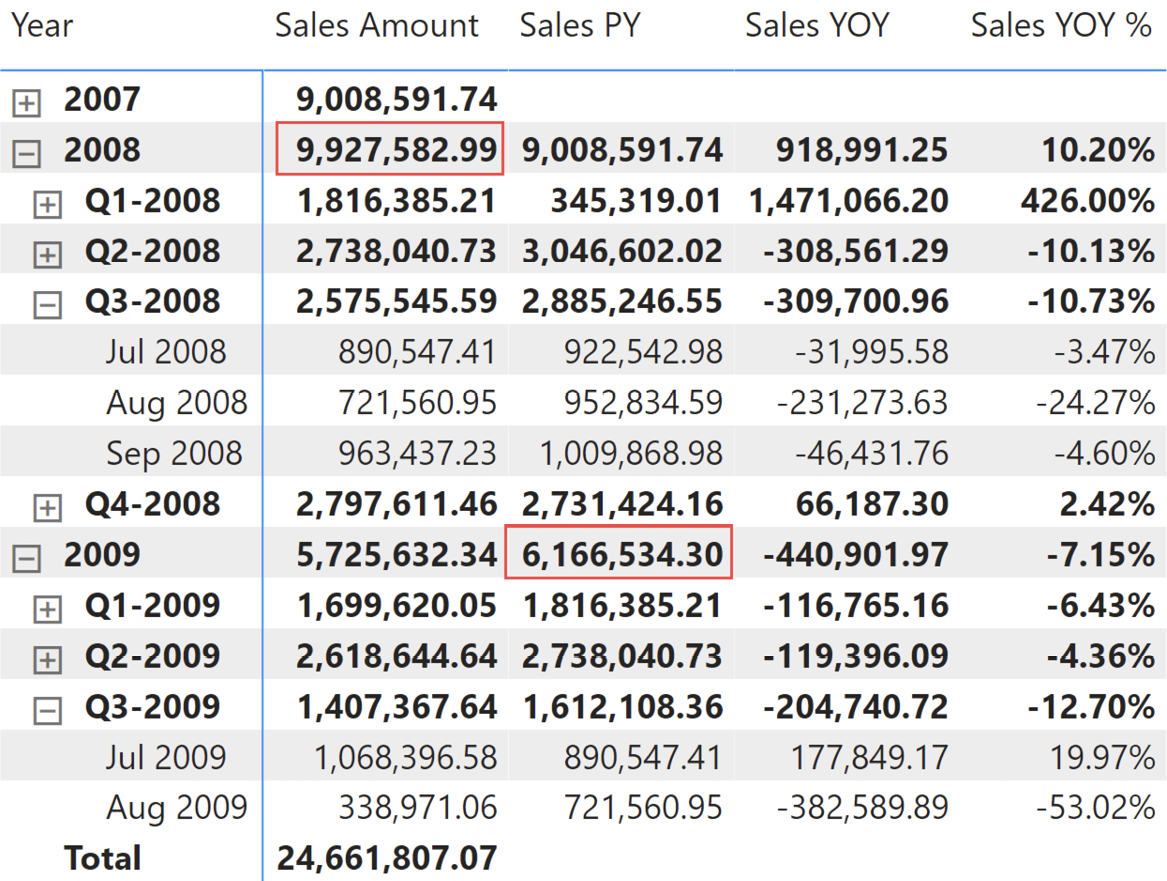 Year Sales Amount Sales PY Sales YOY Sales YOY %
2007 9,008,591.74
2008 9,927,582.99 9,008,591.74 918,991.25 10.20%
Q1-2008 1,816,385.21 345,319.01 1,471,066.20 426.00%
Q2-2008 2,738,040.73 3,046,602.02 -308,561.29 -10.13%
Q3-2008 2,575,545.59 2,885,246.55 -309,700.96 -10.73%
Jul 2008 890,547.41 922,542.98 -31,995.58 -3.47%
Aug 2008 721,560.95 952,834.59 -231,273.63 -24.27%
Sep 2008 963,437.23 1,009,868.98 -46,431.76 -4.60%
Q4-2008 2,797,611.46 2,731,424.16 66,187.30 2.42%
2009 5,725,632.34 6,166,534.30 -440,901.97 -7.15%
Q1-2009 1,699,620.05 1,816,385.21 -116,765.16 -6.43%
Q2-2009 2,618,644.64 2,738,040.73 -119,396.09 -4.36%
Q3-2009 1,407,367.64 1,612,108.36 -204,740.72 -12.70%
Jul 2009 1,068,396.58 890,547.41 177,849.17 19.97%
Aug 2009 338,971.06 721,560.95 -382,589.89 -53.02%
Total 24,661,807.07